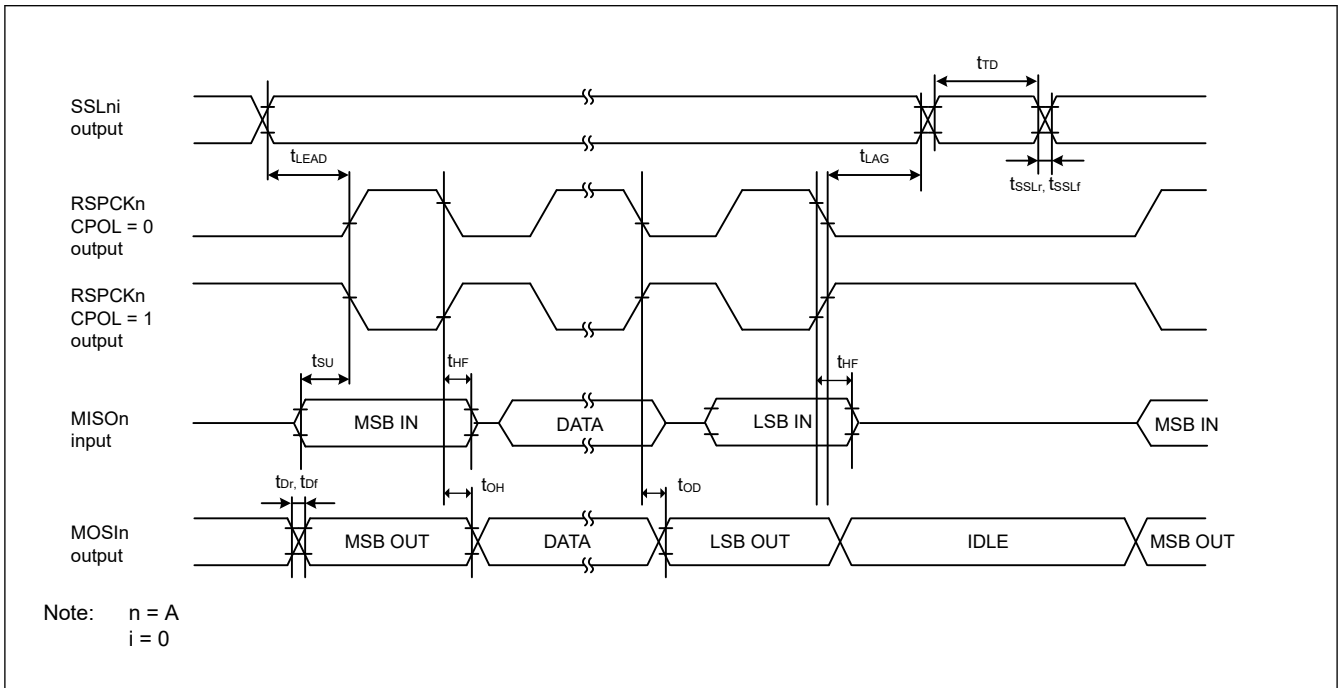 tTD
SSLni
output
tLEAD
tLAG
tSSLr, tSSLf
RSPCKn
CPOL = 0
output
RSPCKn
CPOL = 1
output
tSU
tHF
tHF
MISOn
input
MSB IN
DATA
LSB IN
MSB IN
tDr, tDf
tOH
tOD
MOSIn
output
MSB OUT
DATA
LSB OUT
IDLE
MSB OUT
Note: n = A
i = 0